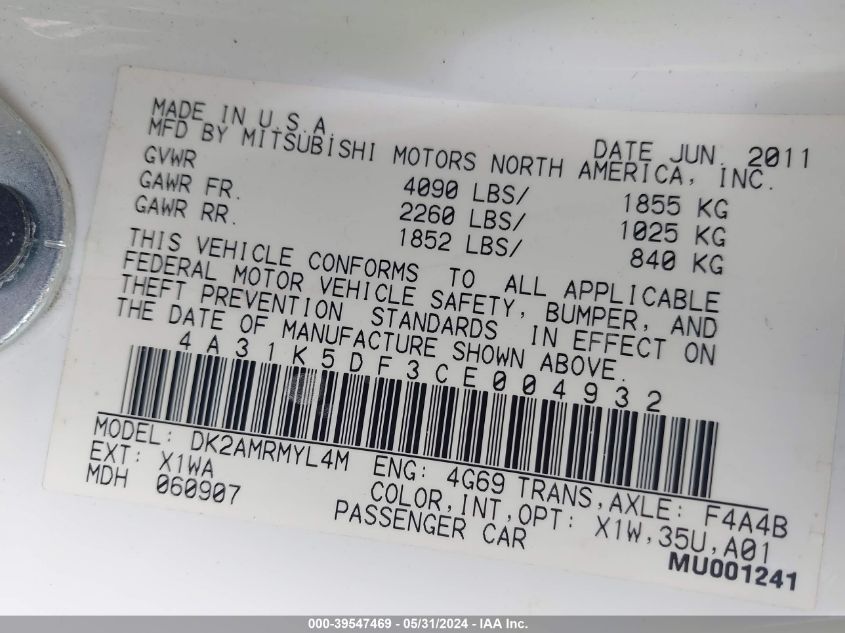 MADE IN U.S.A. DATE JUN. 2011
MFD BY MITSUBISHI MOTORS NORTH AMERICA, INC.
GVWR 4090 LBS/ 1855 KG
GAWR FR. 2260 LBS/ 1025 KG
GAWR RR. 1852 LBS/ 840 KG
THIS VEHICLE CONFORMS TO ALL APPLICABLE
FEDERAL MOTOR VEHICLE SAFETY, BUMPER, AND
THEFT PREVENTION STANDARDS IN EFFECT ON
THE DATE OF MANUFACTURE SHOWN ABOVE.
4A31K5DF3CE004932
MODEL: DK2AMRMYL4M ENG: 4G69 TRANS,AXLE: F4A4B
EXT: X1WA COLOR,INT,OPT: X1W,35U,A01
MDH 060907 PASSENGER CAR
MU001241
000-39547469 - 05/31/2024 - IAA Inc.